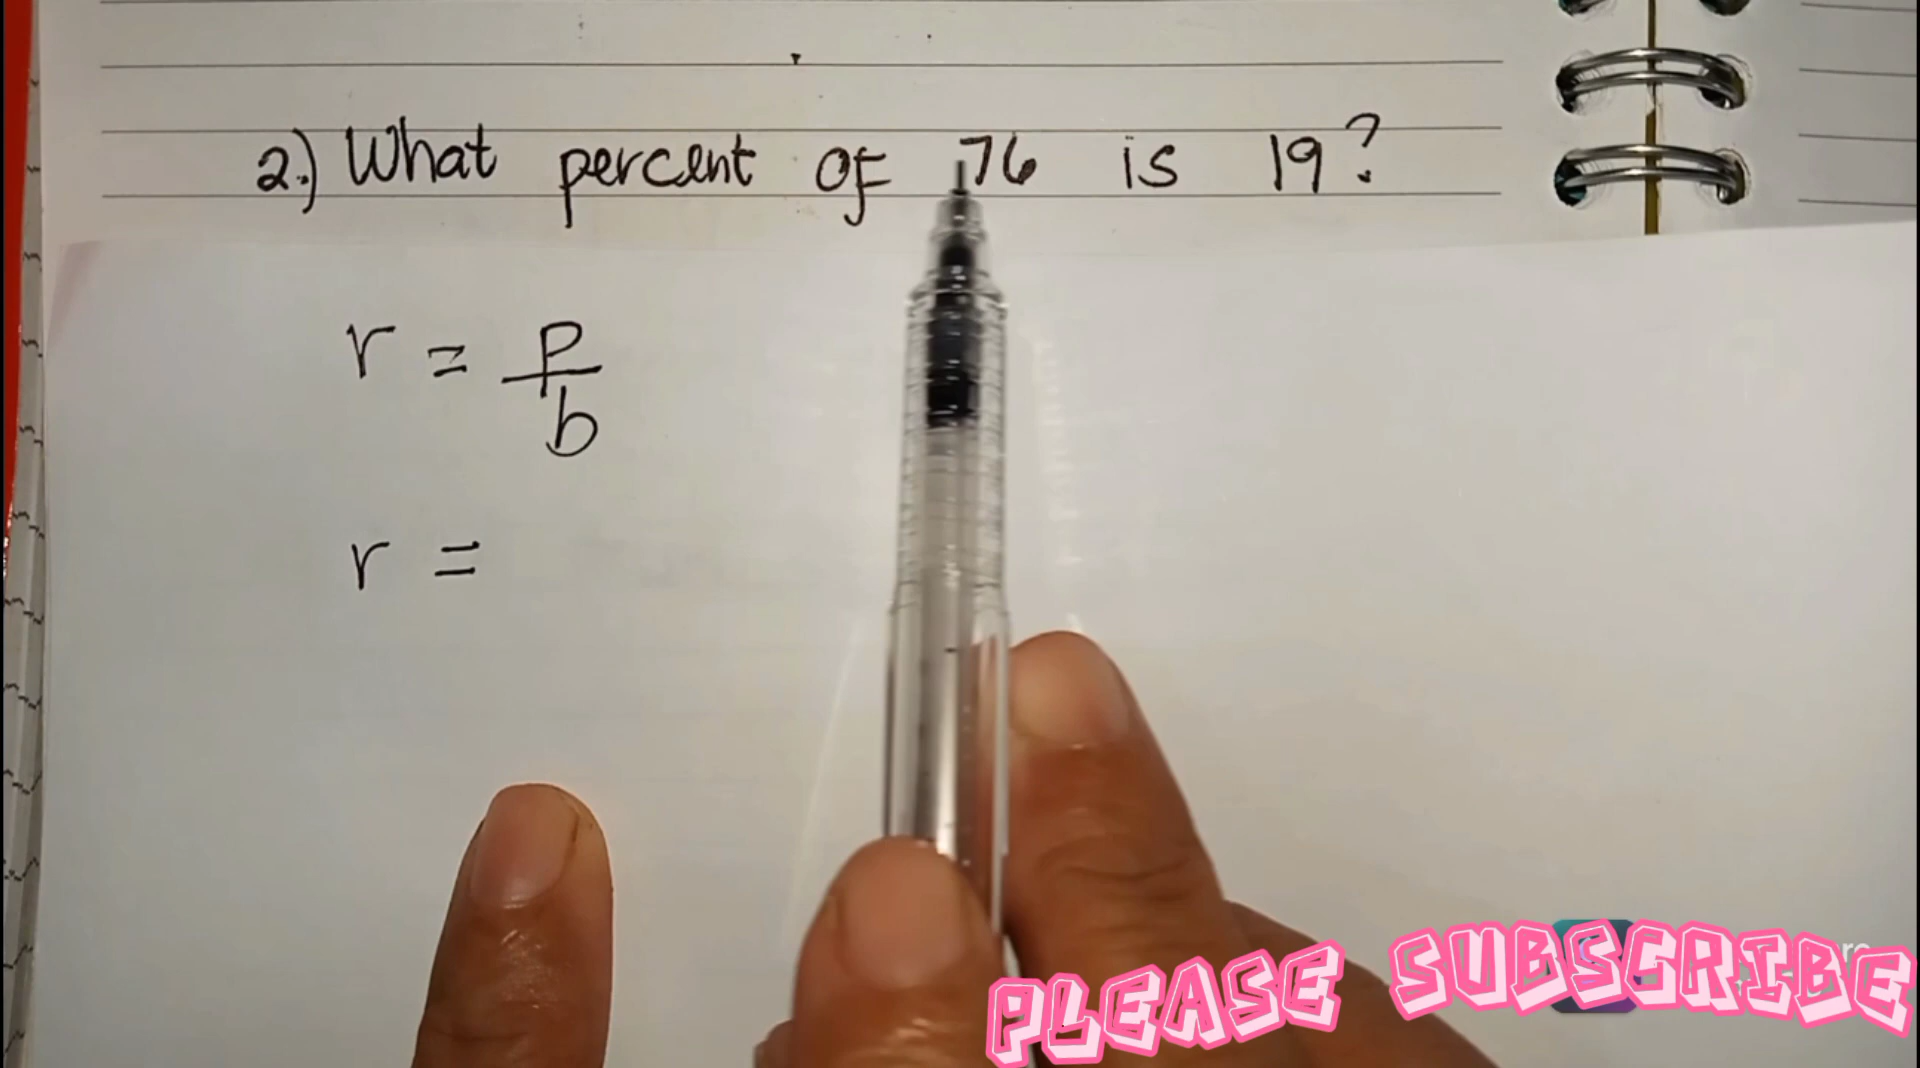 2.) What percent of 76 is 19?
r = p
b
r =
PLEASE SUBSCRIBE